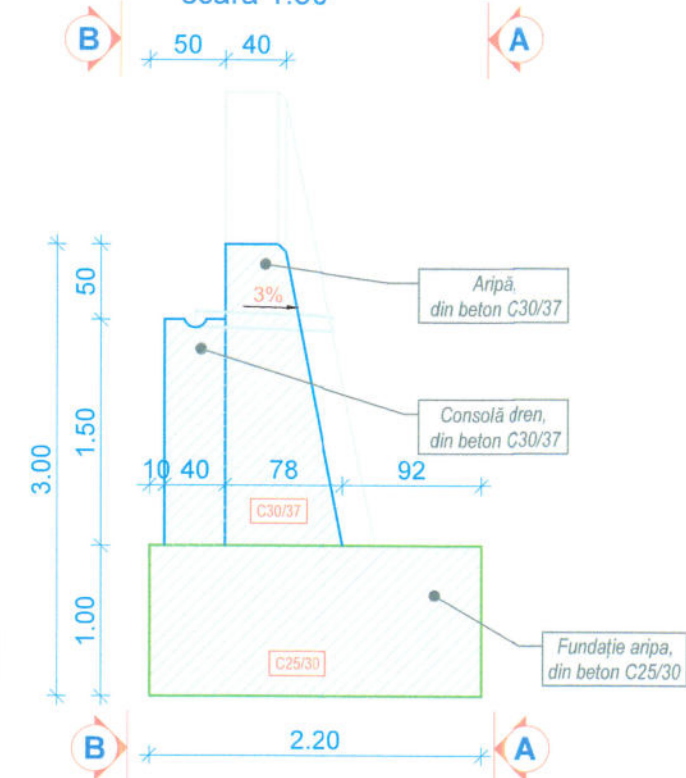 B
A
50
40
50
Aripă,
din beton C30/37
3%
3.00
1.50
Consolă dren,
din beton C30/37
10
40
78
92
C30/37
1.00
Fundație aripa,
din beton C25/30
C25/30
B
2.20
A